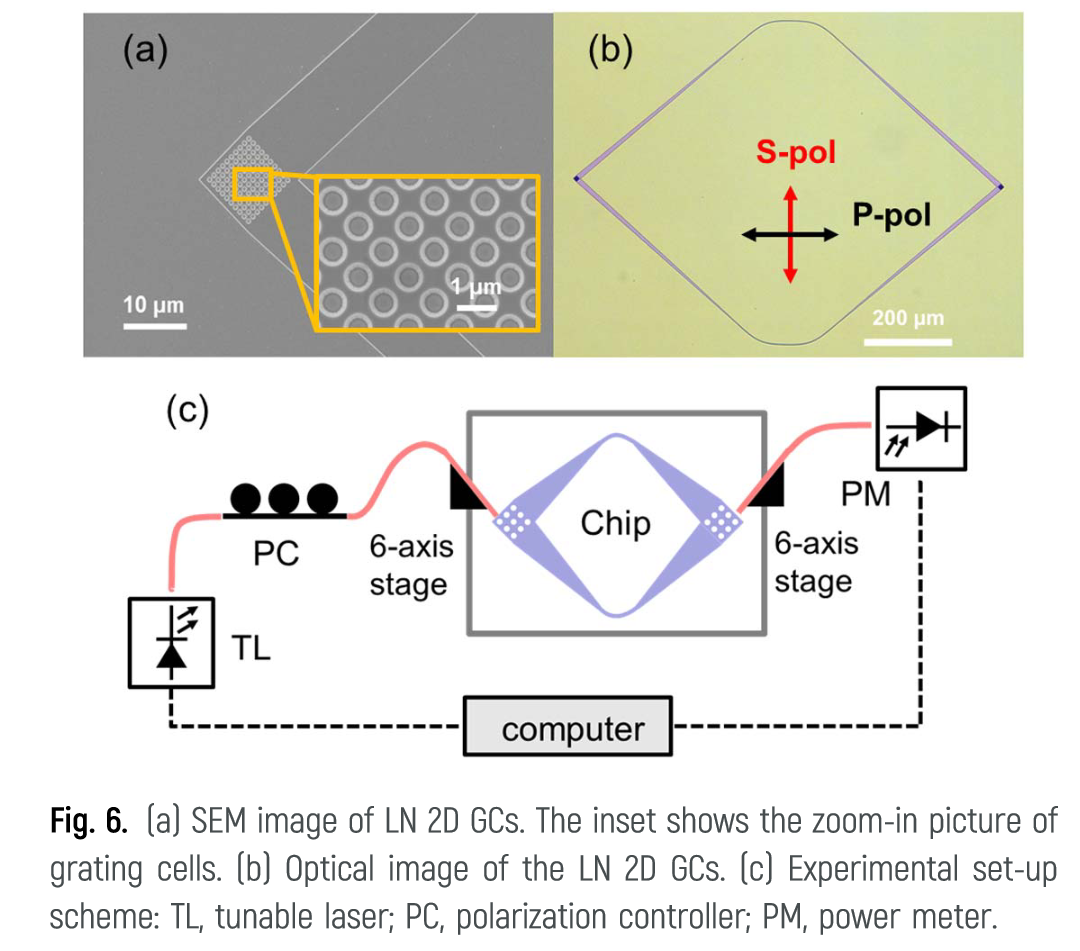 (a)
10 μm
1 μm
(b)
S-pol
P-pol
200 μm
(c)
PC
6-axis
stage
Chip
6-axis
stage
PM
TL
computer
Fig. 6. (a) SEM image of LN 2D GCs. The inset shows the zoom-in picture of
grating cells. (b) Optical image of the LN 2D GCs. (c) Experimental set-up
scheme: TL, tunable laser; PC, polarization controller; PM, power meter.